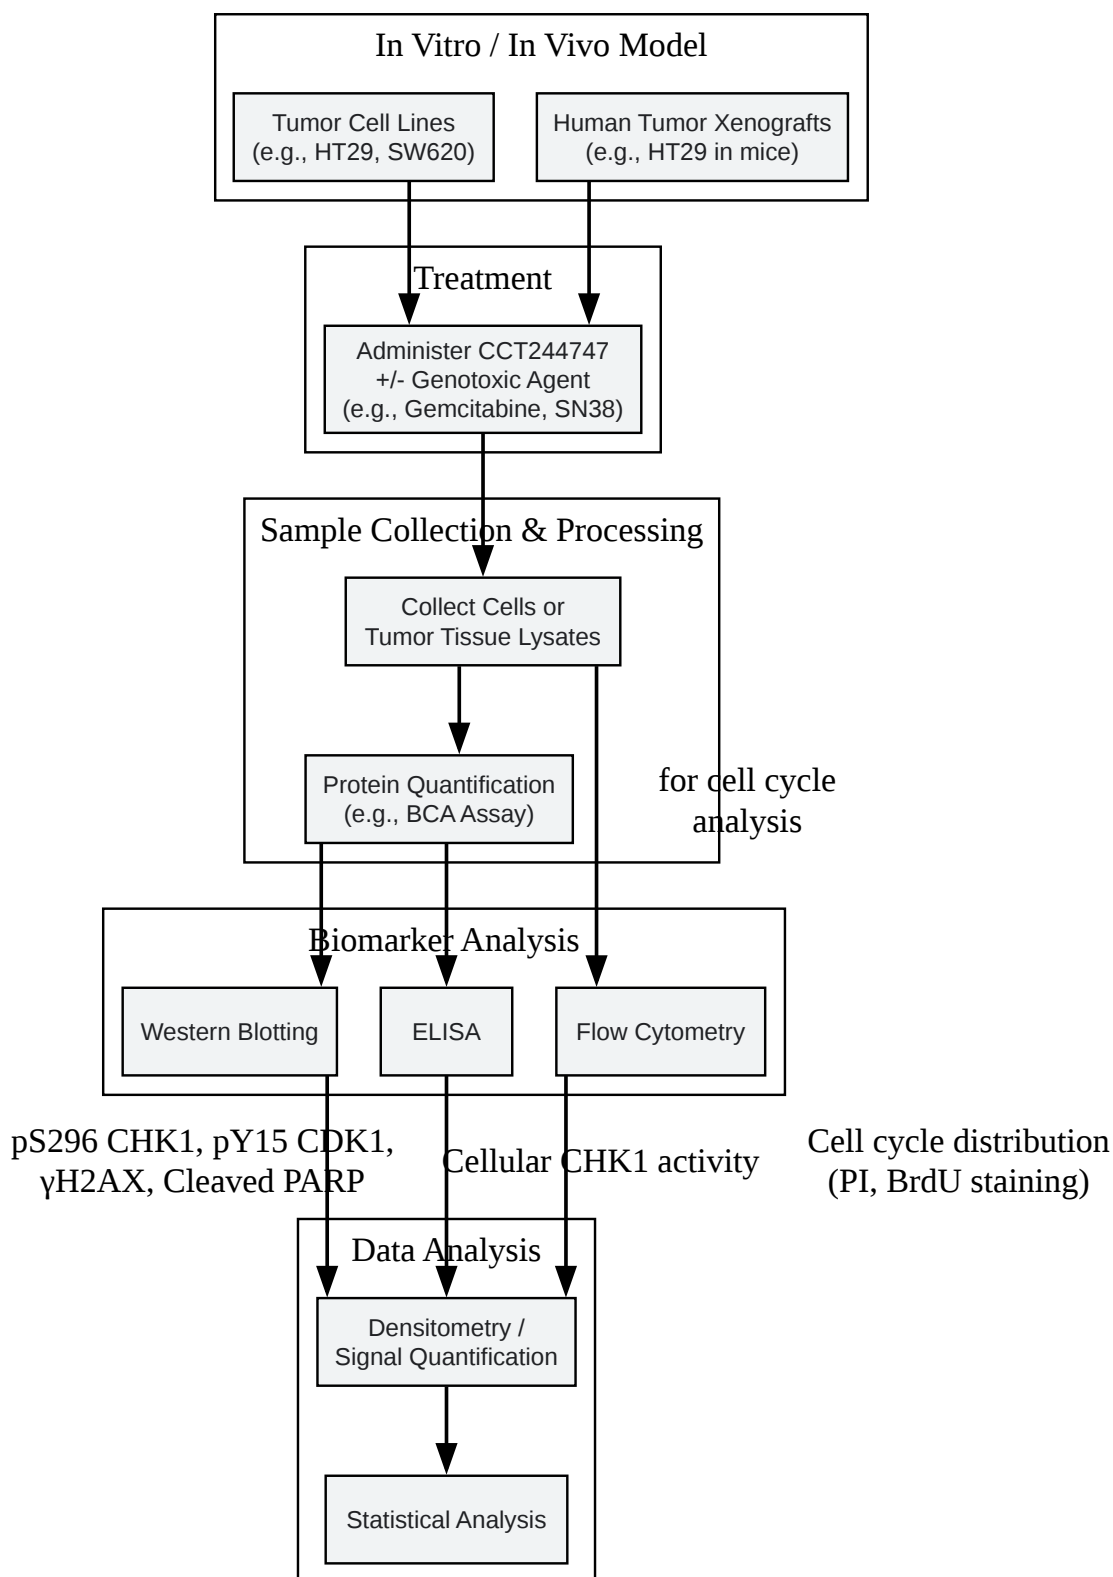 In Vitro / In Vivo Model
Tumor Cell Lines
(e.g., HT29, SW620)
Human Tumor Xenografts
(e.g., HT29 in mice)
Treatment
Administer CCT244747
+/- Genotoxic Agent
(e.g., Gemcitabine, SN38)
Sample Collection & Processing
Collect Cells or
Tumor Tissue Lysates
Protein Quantification
(e.g., BCA Assay)
for cell cycle
analysis
Biomarker Analysis
Western Blotting
ELISA
Flow Cytometry
pS296 CHK1, pY15 CDK1,
γH2AX, Cleaved PARP
Cellular CHK1 activity
Cell cycle distribution
(PI, BrdU staining)
Data Analysis
Densitometry /
Signal Quantification
Statistical Analysis